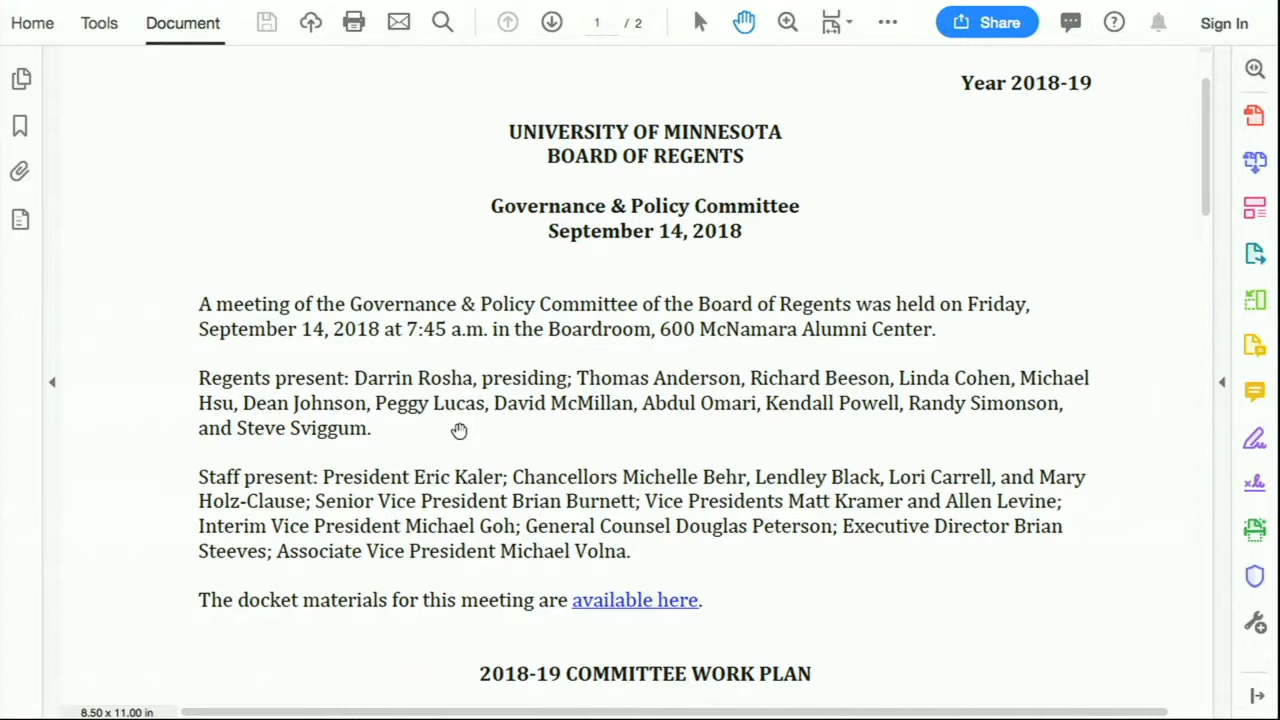 Home Tools Document 1 / 2 Share Sign In
Year 2018-19
UNIVERSITY OF MINNESOTA
BOARD OF REGENTS
Governance & Policy Committee
September 14, 2018
A meeting of the Governance & Policy Committee of the Board of Regents was held on Friday,
September 14, 2018 at 7:45 a.m. in the Boardroom, 600 McNamara Alumni Center.
Regents present: Darrin Rosha, presiding; Thomas Anderson, Richard Beeson, Linda Cohen, Michael
Hsu, Dean Johnson, Peggy Lucas, David McMillan, Abdul Omari, Kendall Powell, Randy Simonson,
and Steve Sviggum.
Staff present: President Eric Kaler; Chancellors Michelle Behr, Lendley Black, Lori Carrell, and Mary
Holz-Clause; Senior Vice President Brian Burnett; Vice Presidents Matt Kramer and Allen Levine;
Interim Vice President Michael Goh; General Counsel Douglas Peterson; Executive Director Brian
Steeves; Associate Vice President Michael Volna.
The docket materials for this meeting are available here.
2018-19 COMMITTEE WORK PLAN
8.50 x 11.00 in